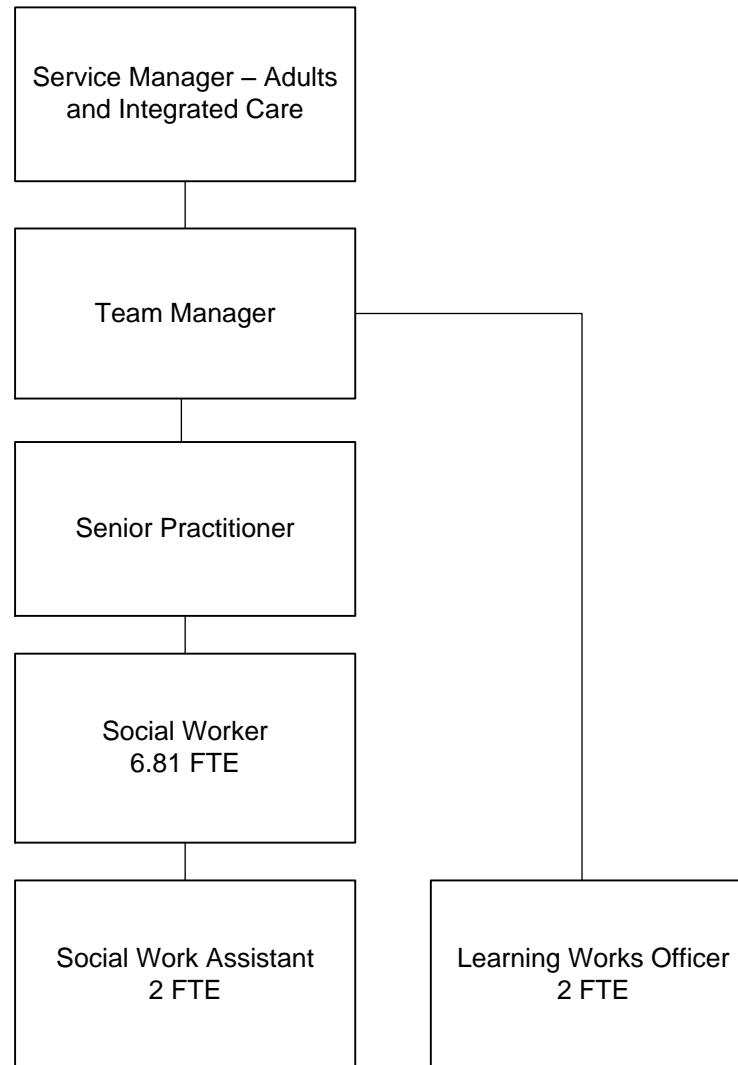 Service Manager – Adults
and Integrated Care
Team Manager
Senior Practitioner
Social Worker
6.81 FTE
Social Work Assistant
2 FTE
Learning Works Officer
2 FTE